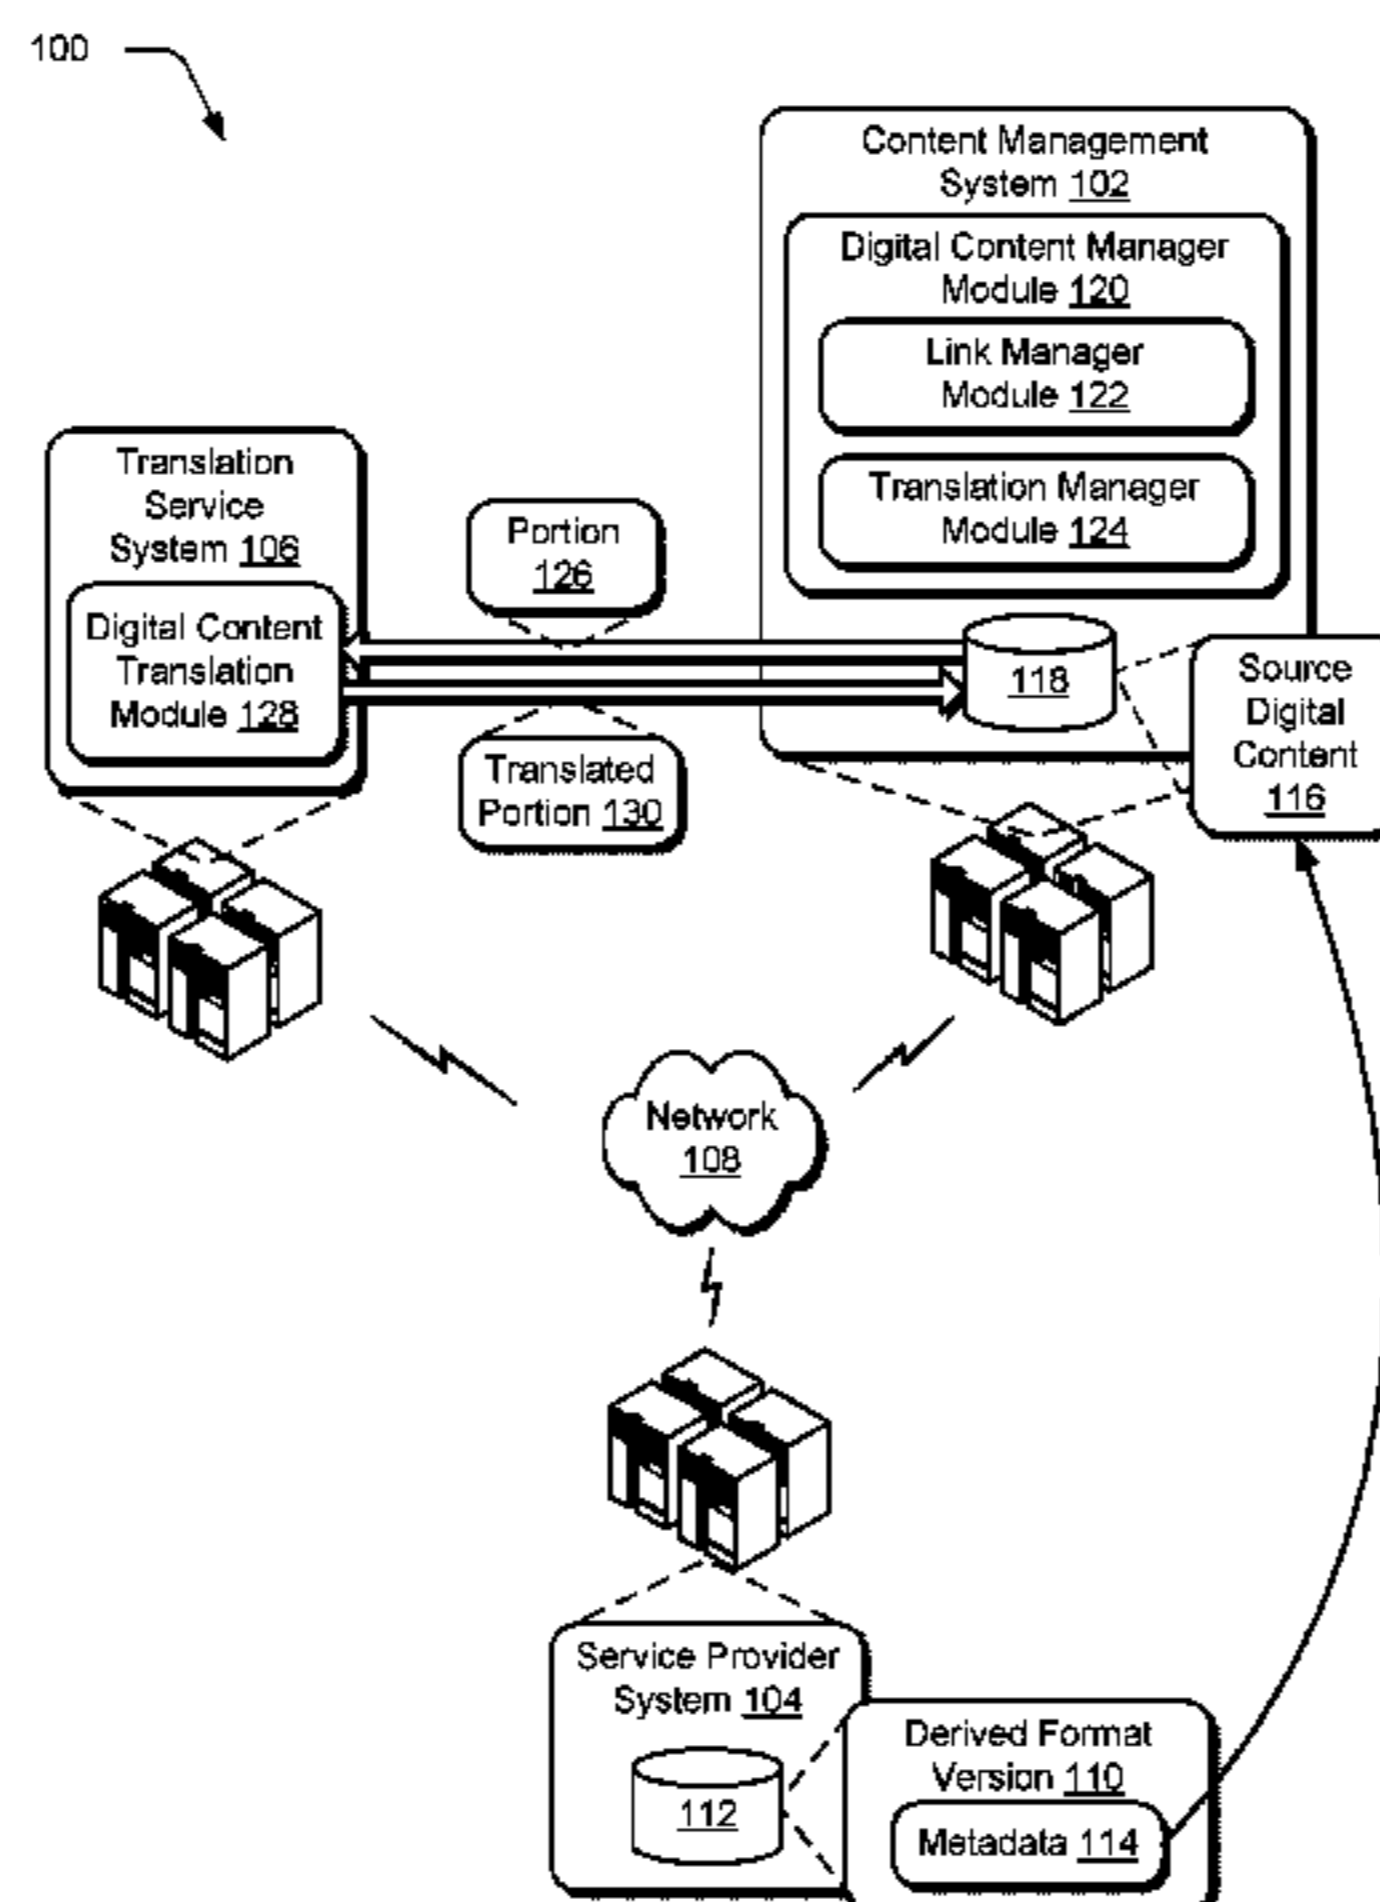 100
Content Management
System 102
Digital Content Manager
Module 120
Link Manager
Module 122
Translation Manager
Module 124
Translation
Service
System 106
Digital Content
Translation
Module 128
Portion
126
Translated
Portion 130
118
Source
Digital
Content
116
Network
108
Service Provider
System 104
112
Derived Format
Version 110
Metadata 114